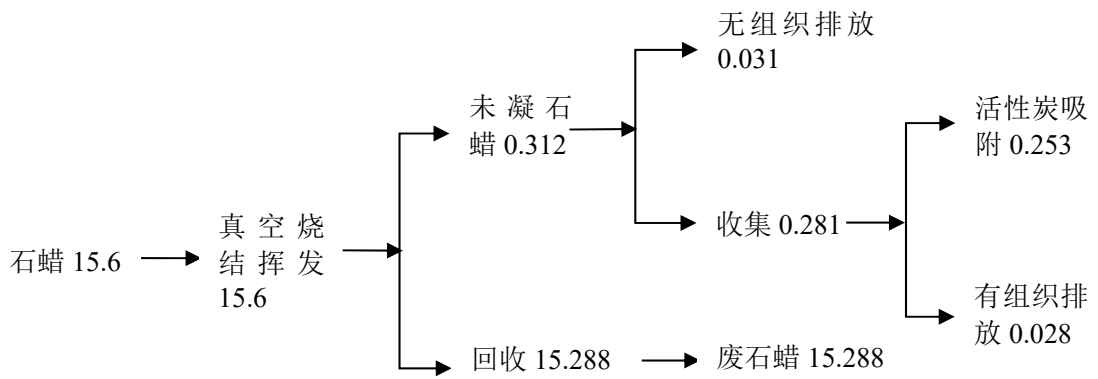 石蜡 15.6
真空烧
结挥发
15.6
未凝石
蜡 0.312
无组织排放
0.031
收集 0.281
活性炭吸
附 0.253
有组织排
放 0.028
回收 15.288
废石蜡 15.288